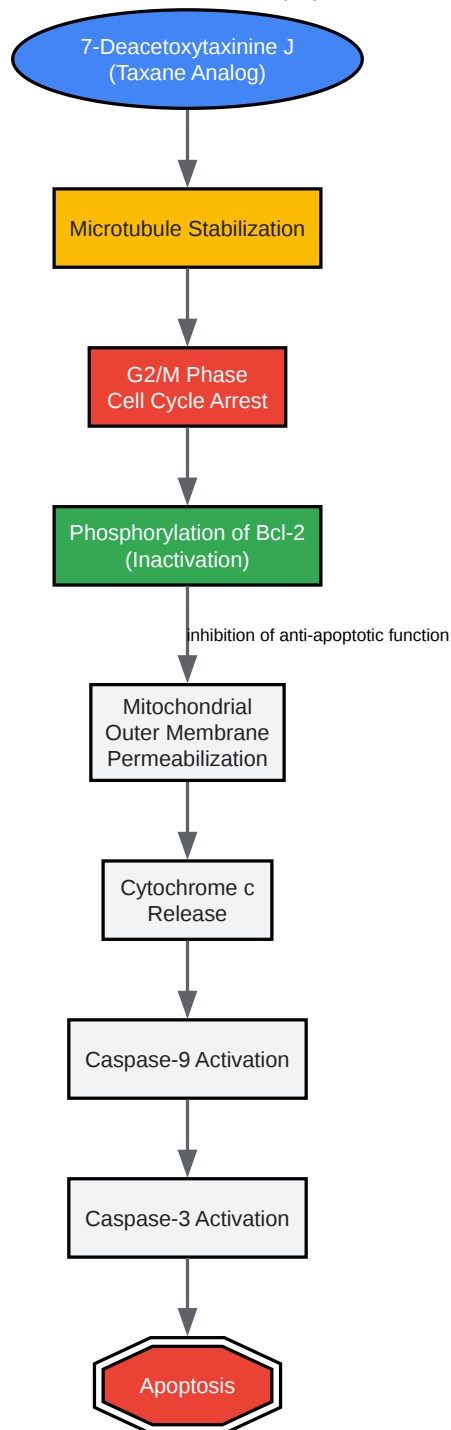 7-Deacetoxytaxinine J
(Taxane Analog)
Microtubule Stabilization
G2/M Phase
Cell Cycle Arrest
Phosphorylation of Bcl-2
(Inactivation)
inhibition of anti-apoptotic function
Mitochondrial
Outer Membrane
Permeabilization
Cytochrome c
Release
Caspase-9 Activation
Caspase-3 Activation
Apoptosis